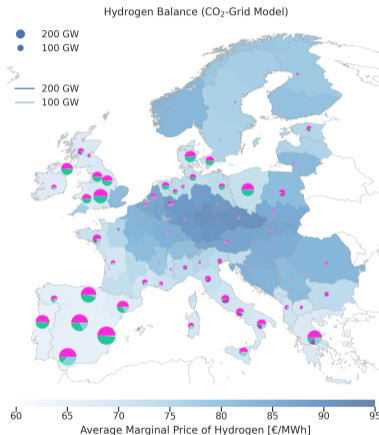 Hydrogen Balance (CO₂-Grid Model)
200 GW
100 GW
200 GW
100 GW
60 65 70 75 80 85 90 95
Average Marginal Price of Hydrogen [€/MWh]